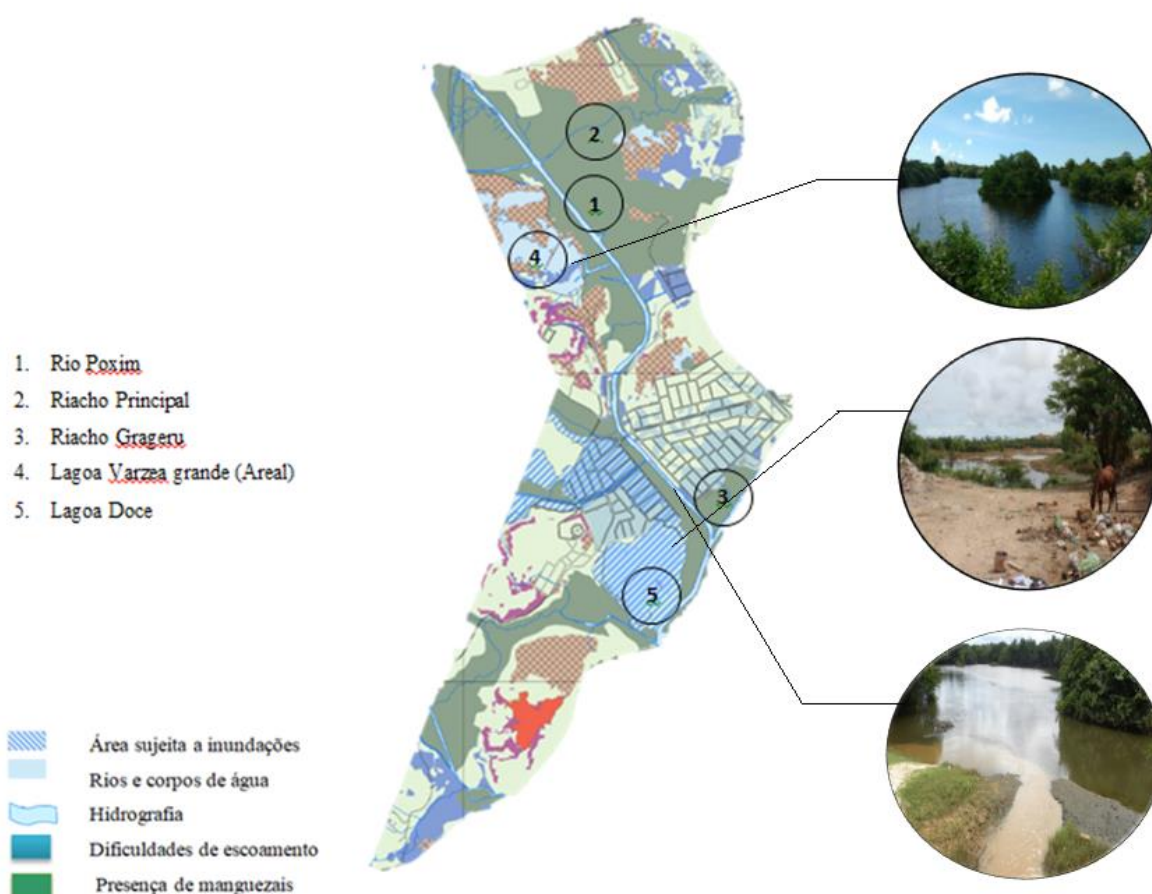 2
1
4
1. Rio Poxim
2. Riacho Principal
3. Riacho Grageru
4. Lagoa Varzea grande (Areal)
5. Lagoa Doce
3
5
Área sujeita a inundações
Rios e corpos de água
Hidrografia
Dificuldades de escoamento
Presença de manguezais